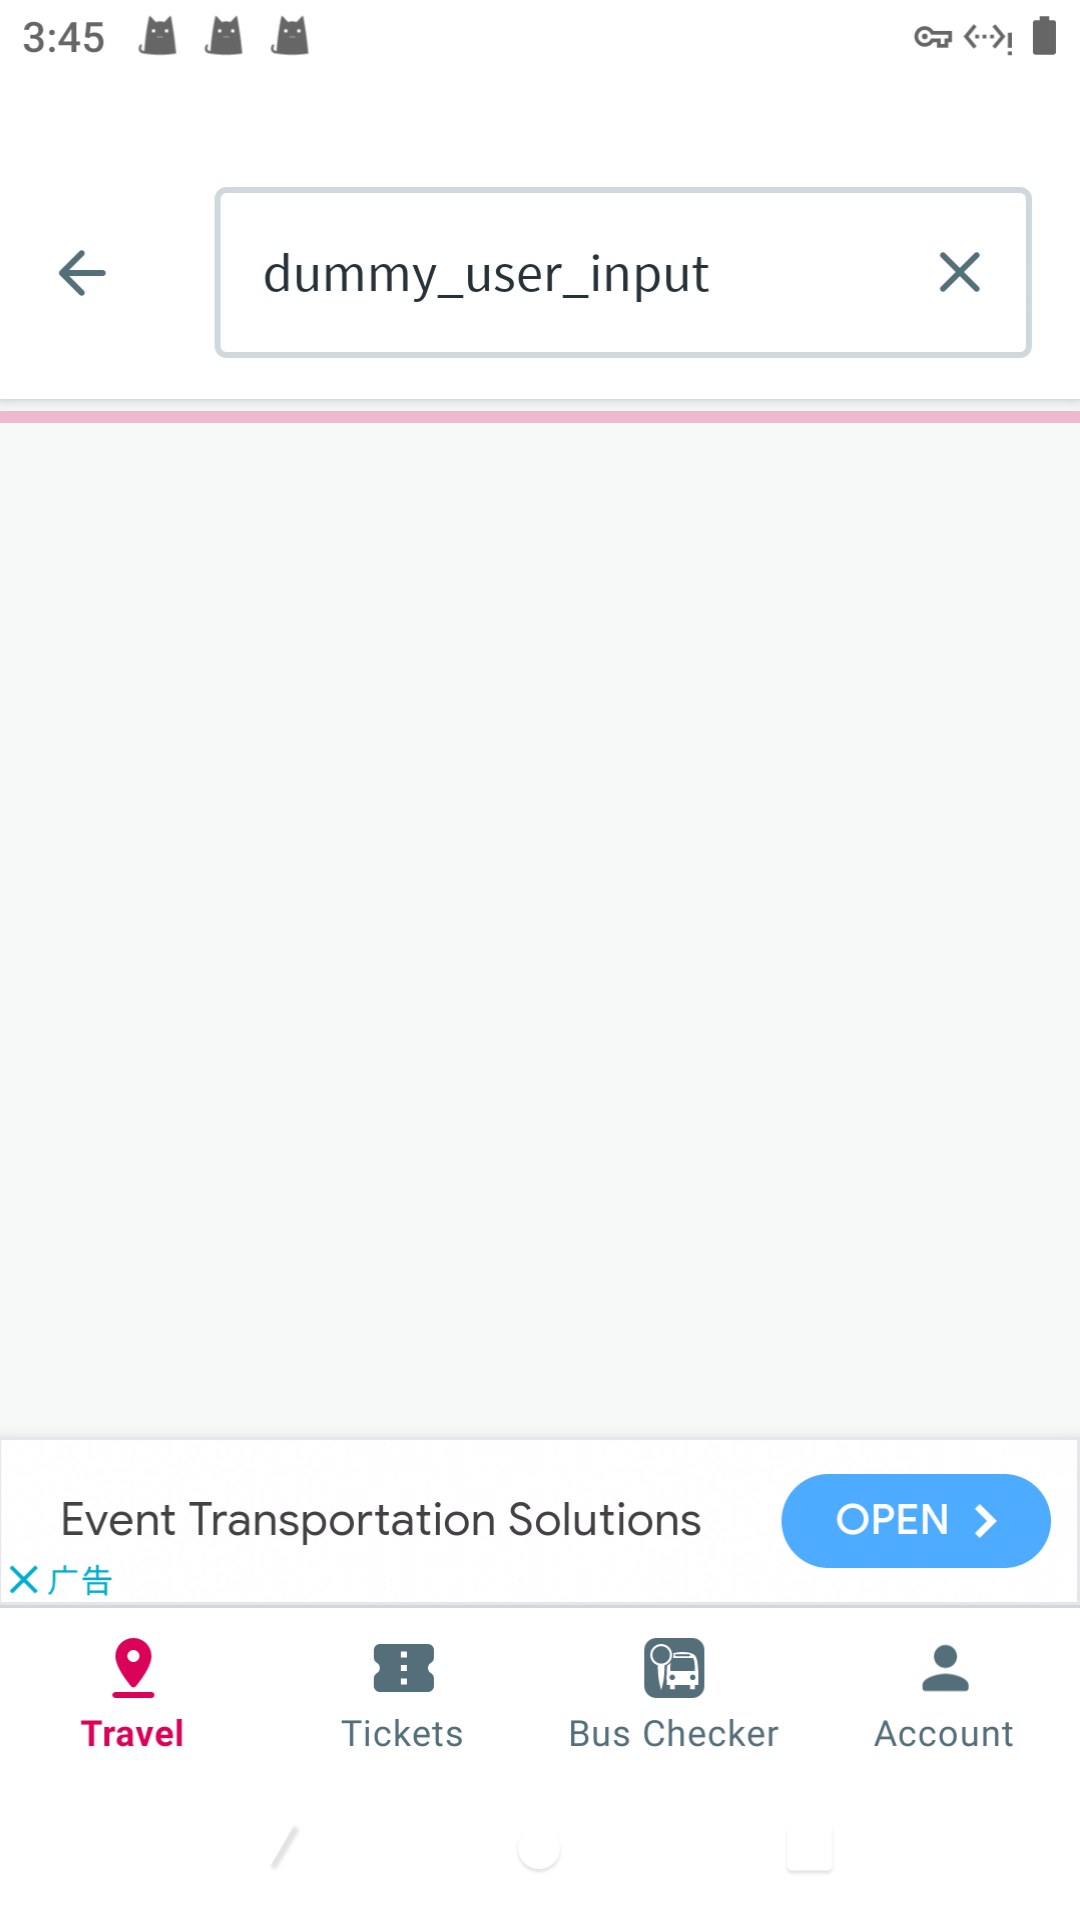 3:45
dummy_user_input
Event Transportation Solutions
OPEN
广告
Travel
Tickets
Bus Checker
Account